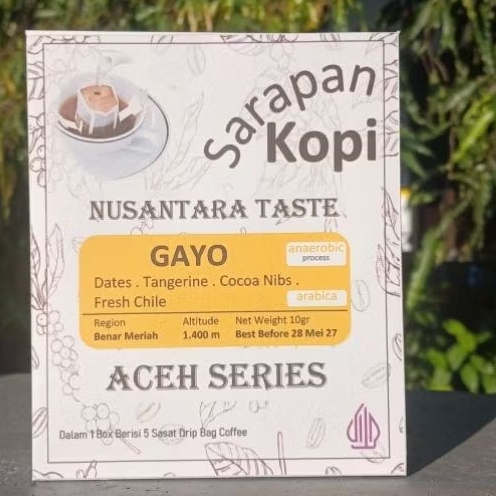 Sarapan
Kopi
NUSANTARA TASTE
GAYO
anaerobic
process
Dates . Tangerine . Cocoa Nibs .
Fresh Chile
arabica
Region Altitude Net Weight 10gr
Benar Meriah 1.400 m Best Before 28 Mei 27
ACEH SERIES
Dalam 1 Box Berisi 5 Sasat Drip Bag Coffee